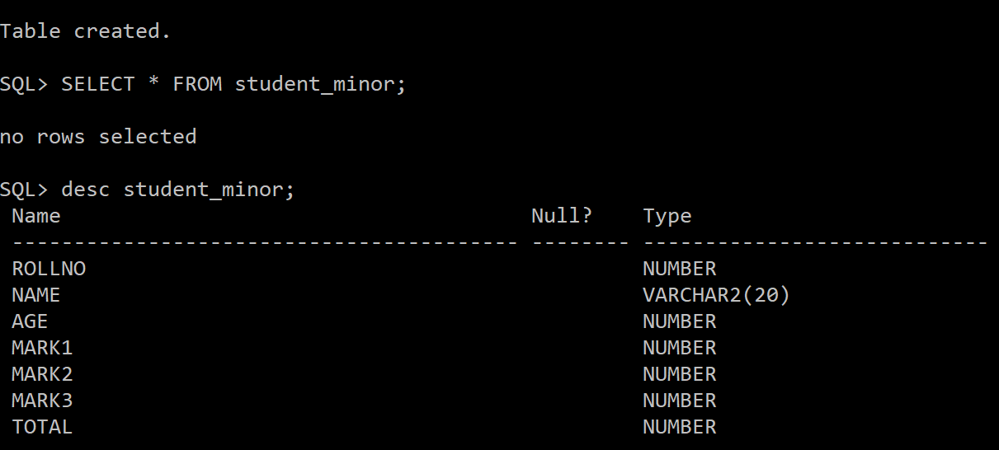 Table created.
SQL> SELECT * FROM student_minor;
no rows selected
SQL> desc student_minor;
Name Null? Type
----------------------------------------- -------- ----------------------------
ROLLNO NUMBER
NAME VARCHAR2(20)
AGE NUMBER
MARK1 NUMBER
MARK2 NUMBER
MARK3 NUMBER
TOTAL NUMBER